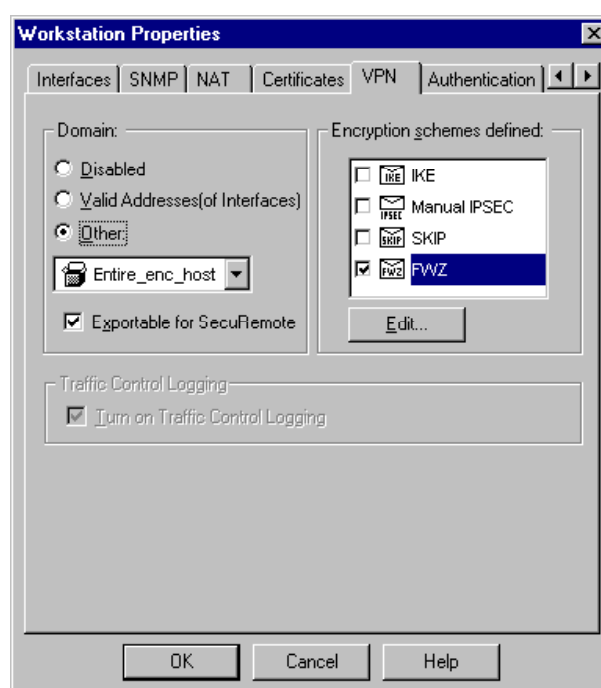 Workstation Properties
Interfaces SNMP NAT Certificates VPN Authentication
Domain:
Disabled
Valid Addresses(of Interfaces)
Other:
Entire_enc_host
Exportable for SecuRemote
Encryption schemes defined:
IKE IKE
IPSEC Manual IPSEC
SKIP SKIP
FWZ FWZ
Edit...
Traffic Control Logging
Turn on Traffic Control Logging
OK Cancel Help